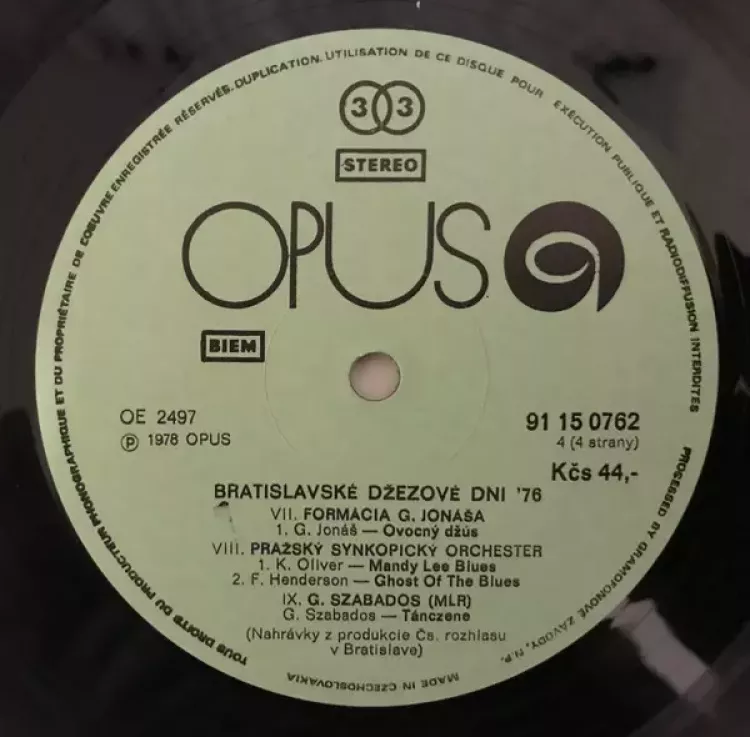 TOUS DROITS DU PRODUCTEUR PHONOGRAPHIQUE ET DU PROPRIÉTAIRE DE L'OEUVRE ENREGISTRÉE RÉSERVÉS. DUPLICATION. UTILISATION DE CE DISQUE POUR EXÉCUTION PUBLIQUE ET RADIODIFFUSION INTERDITES
33
STEREO
OPUS
BIEM
OE 2497
℗ 1978 OPUS
91 15 0762
4 (4 strany)
Kčs 44,-
BRATISLAVSKÉ DŽEZOVÉ DNI '76
VII. FORMÁCIA G. JONÁŠA
1. G. Jonáš — Ovocný džús
VIII. PRAŽSKÝ SYNKOPICKÝ ORCHESTER
1. K. Oliver — Mandy Lee Blues
2. F. Henderson — Ghost Of The Blues
IX. G. SZABADOS (MLR)
G. Szabados — Tánczene
(Nahrávky z produkcie Čs. rozhlasu
v Bratislave)
PROCESSED BY GRAMOFONOVÉ ZÁVODY, N.P.
MADE IN CZECHOSLOVAKIA